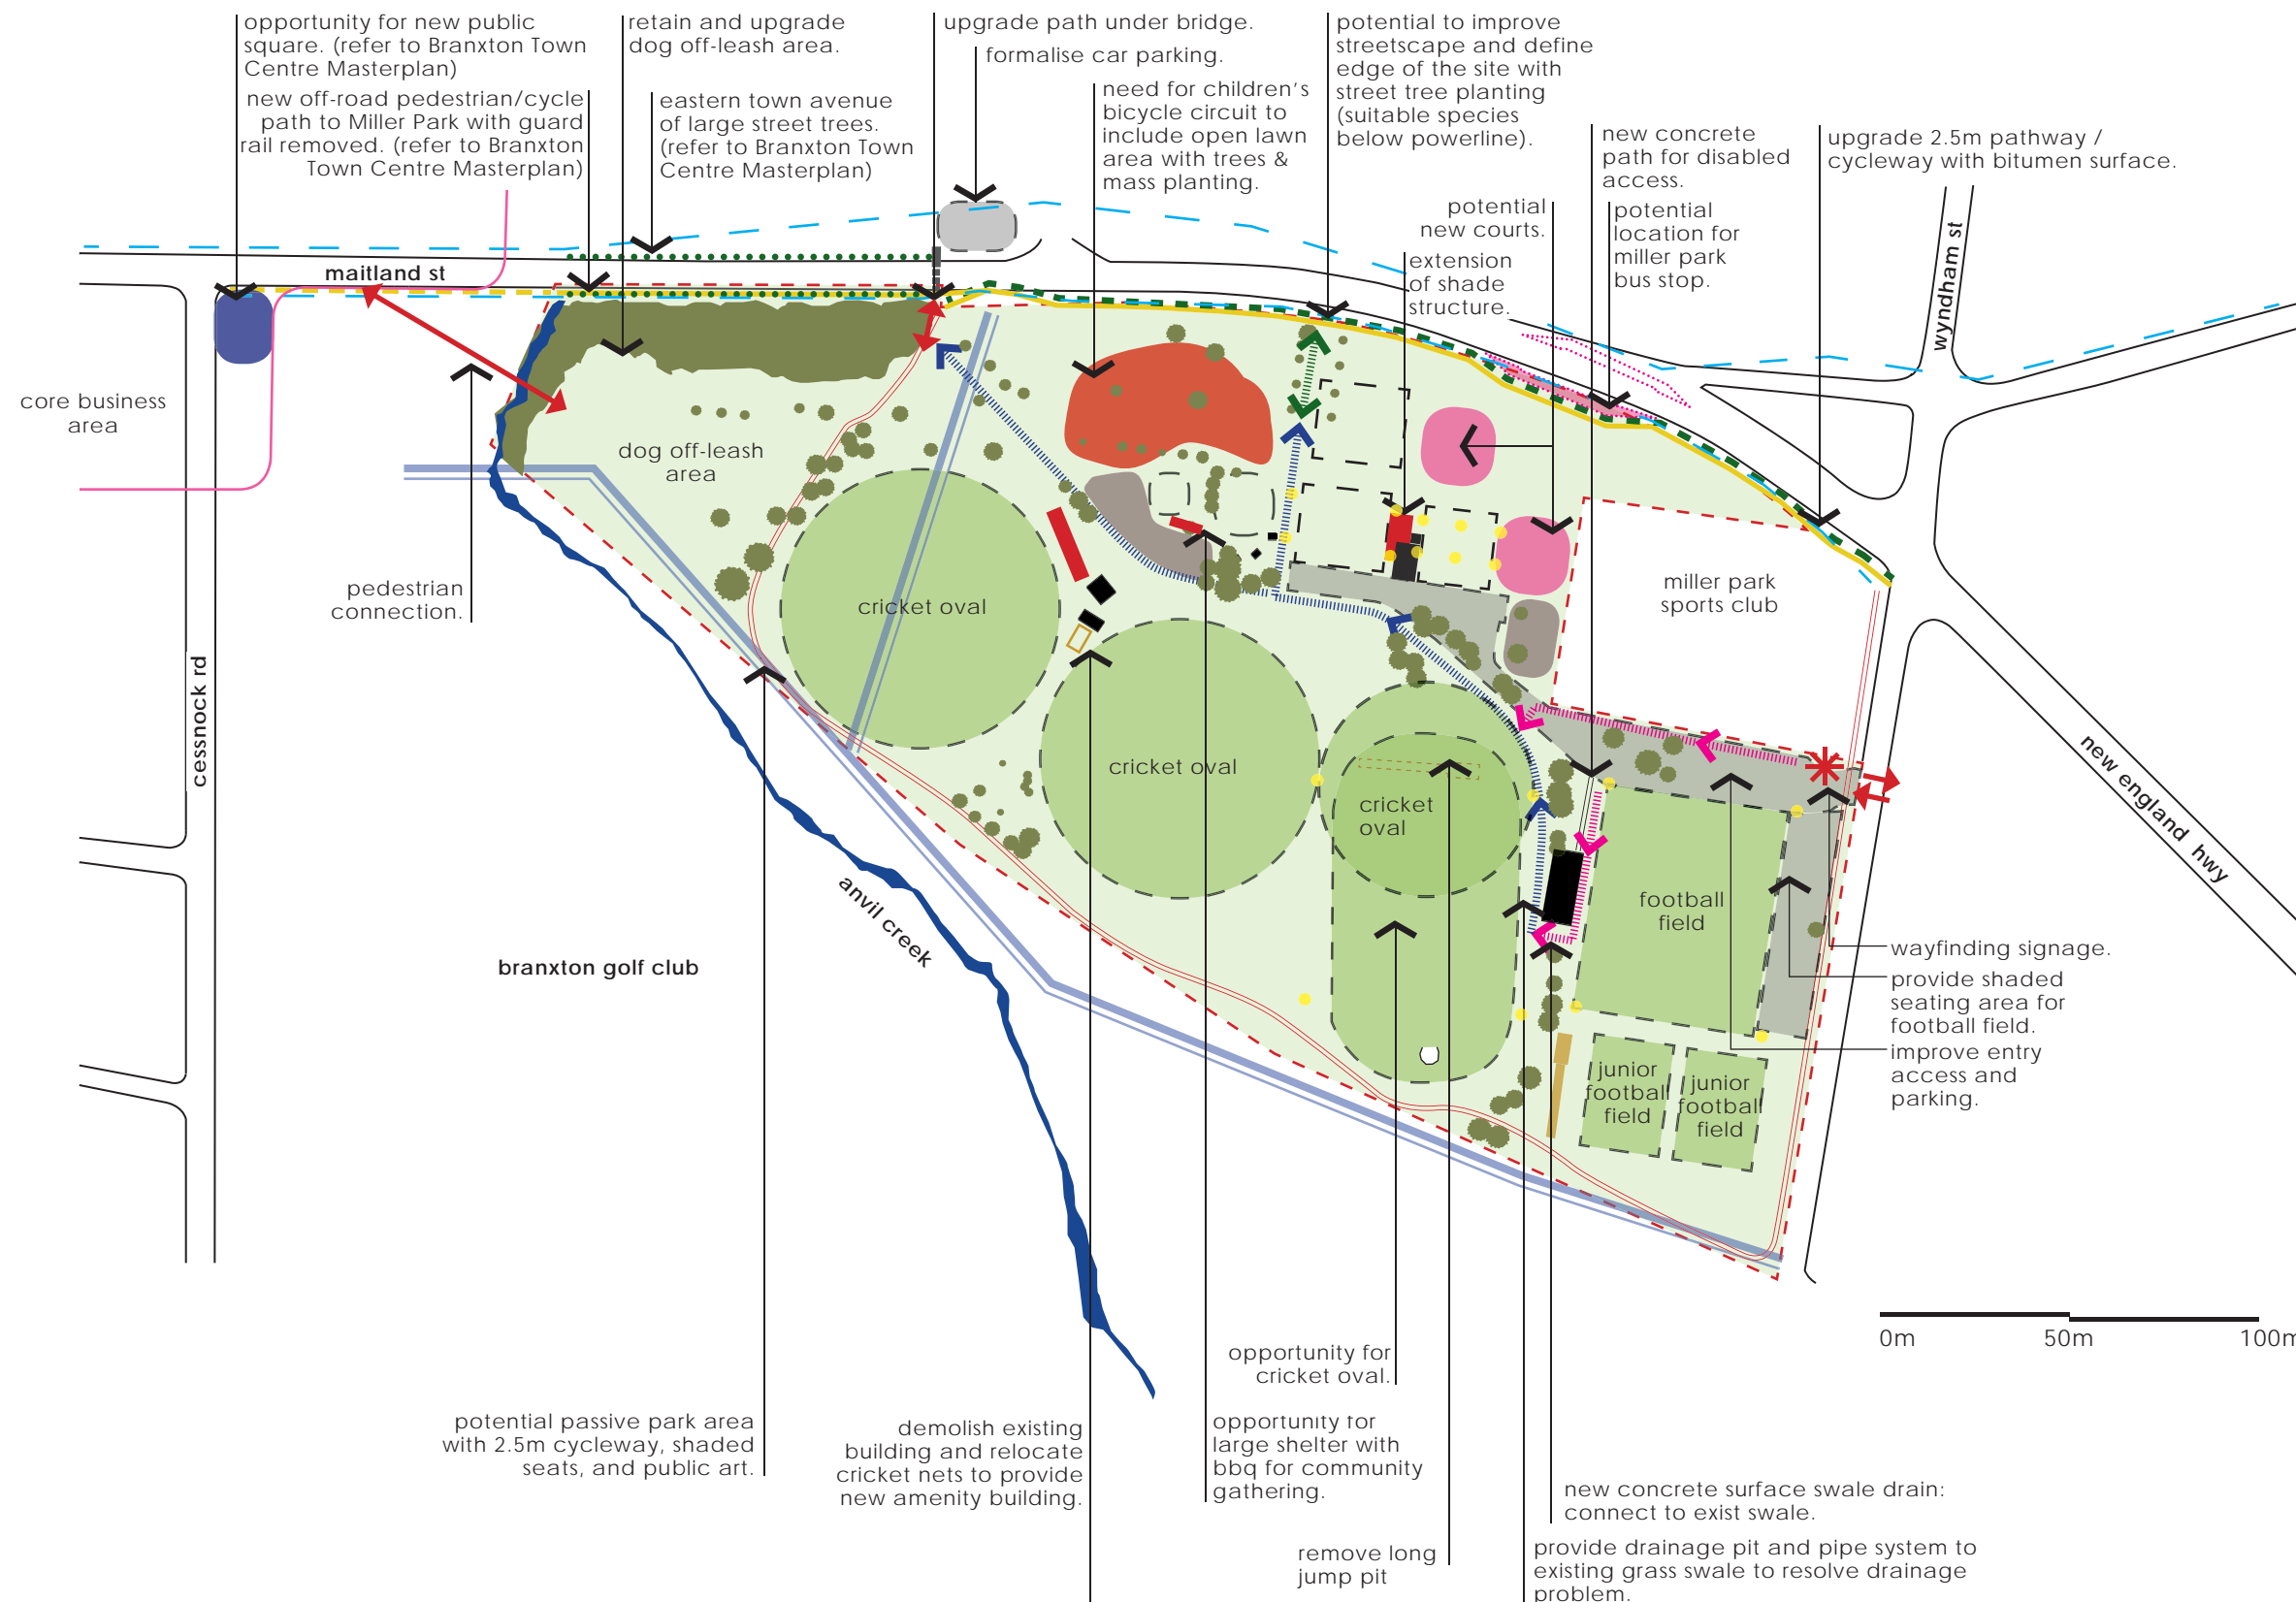 opportunity for new public
square. (refer to Branxton Town
Centre Masterplan)
new off-road pedestrian/cycle
path to Miller Park with guard
rail removed. (refer to Branxton
Town Centre Masterplan)
retain and upgrade
dog off-leash area.
eastern town avenue
of large street trees.
(refer to Branxton Town
Centre Masterplan)
upgrade path under bridge.
formalise car parking.
need for children's
bicycle circuit to
include open lawn
area with trees &
mass planting.
potential to improve
streetscape and define
edge of the site with
street tree planting
(suitable species
below powerline).
new concrete
path for disabled
access.
upgrade 2.5m pathway /
cycleway with bitumen surface.
potential
new courts.
potential
location for
miller park
bus stop.
extension
of shade
structure.
wyndham st
maitland st
core business
area
dog off-leash
area
pedestrian
connection.
cricket oval
miller park
sports club
cessnock rd
cricket oval
cricket
oval
new england hwy
anvil creek
branxton golf club
football
field
wayfinding signage.
provide shaded
seating area for
football field.
improve entry
access and
parking.
junior
football
field
junior
football
field
0m
50m
100m
opportunity for
cricket oval.
potential passive park area
with 2.5m cycleway, shaded
seats, and public art.
demolish existing
building and relocate
cricket nets to provide
new amenity building.
opportunity for
large shelter with
bbq for community
gathering.
new concrete surface swale drain:
connect to exist swale.
remove long
jump pit
provide drainage pit and pipe system to
existing grass swale to resolve drainage
problem.